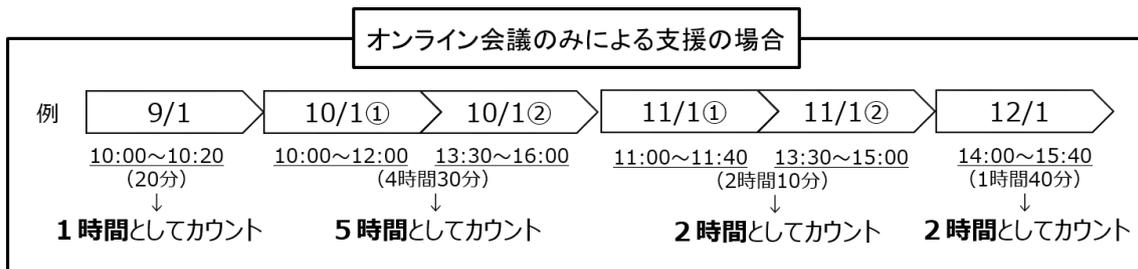 オンライン会議のみによる支援の場合
例 9/1 10/1① 10/1② 11/1① 11/1② 12/1
10:00～10:20 10:00～12:00 13:30～16:00 11:00～11:40 13:30～15:00 14:00～15:40
(20分) (4時間30分) (2時間10分) (1時間40分)
↓ ↓ ↓ ↓
1時間としてカウント 5時間としてカウント 2時間としてカウント 2時間としてカウント